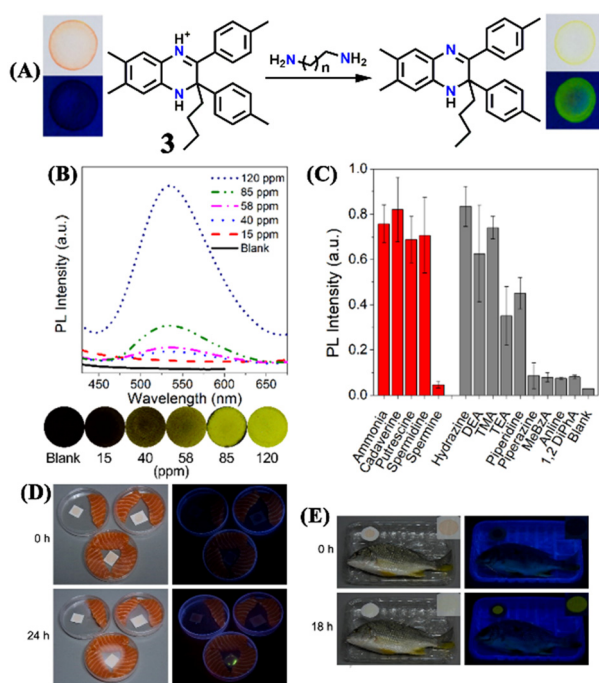 (A)
H+
N
N
H
3
H2N
n
NH2
N
N
H
(B)
120 ppm
85 ppm
58 ppm
40 ppm
15 ppm
Blank
PL Intensity (a.u.)
450 500 550 600 650
Wavelength (nm)
Blank 15 40 58 85 120
(ppm)
(C)
PL Intensity (a.u.)
1.0
0.8
0.6
0.4
0.2
0.0
Ammonia
Cadaverine
Putrescine
Spermidine
Spermine
Hydrazine
DEA
TMA
TEA
Piperidine
Piperazine
MeBzA
Aniline
1,2 DiPhA
Blank
(D)
0 h
24 h
(E)
0 h
18 h